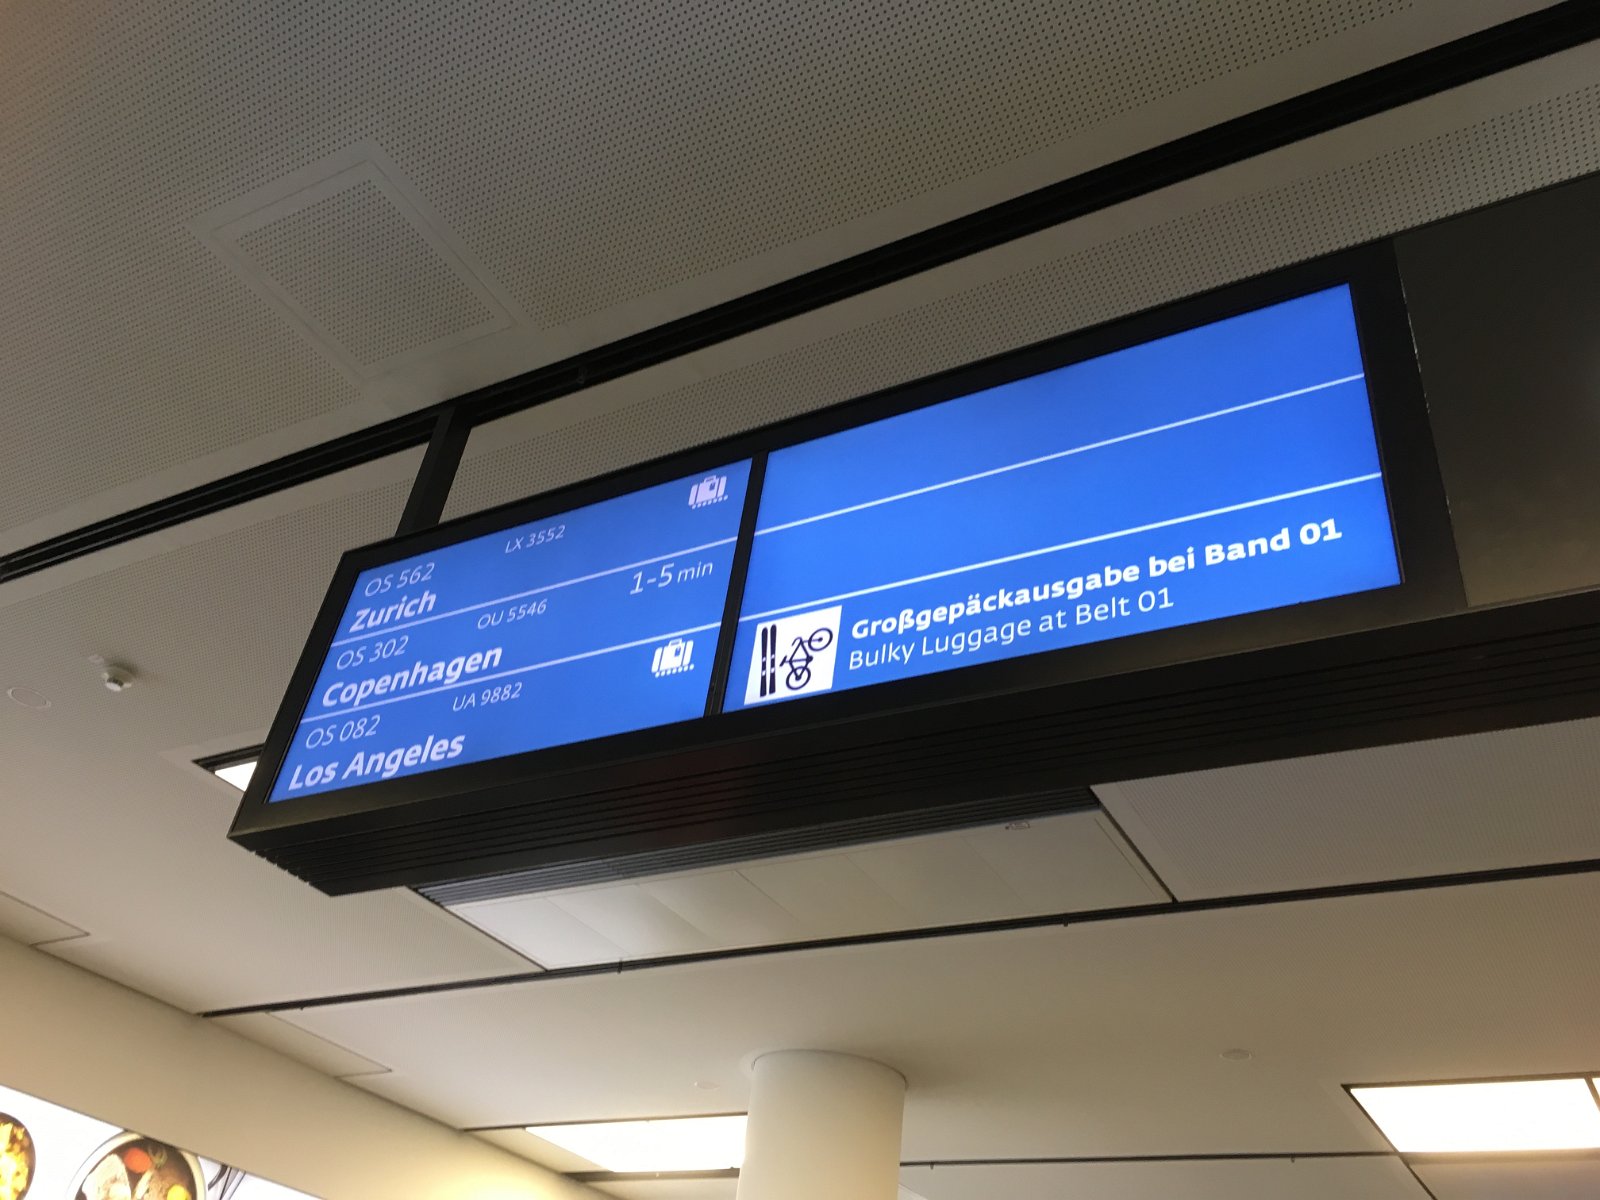 OS 562 LX 3552
Zurich
OS 302 OU 5546 1-5 min
Copenhagen
OS 082 UA 9882
Los Angeles
Großgepäckausgabe bei Band 01
Bulky Luggage at Belt 01